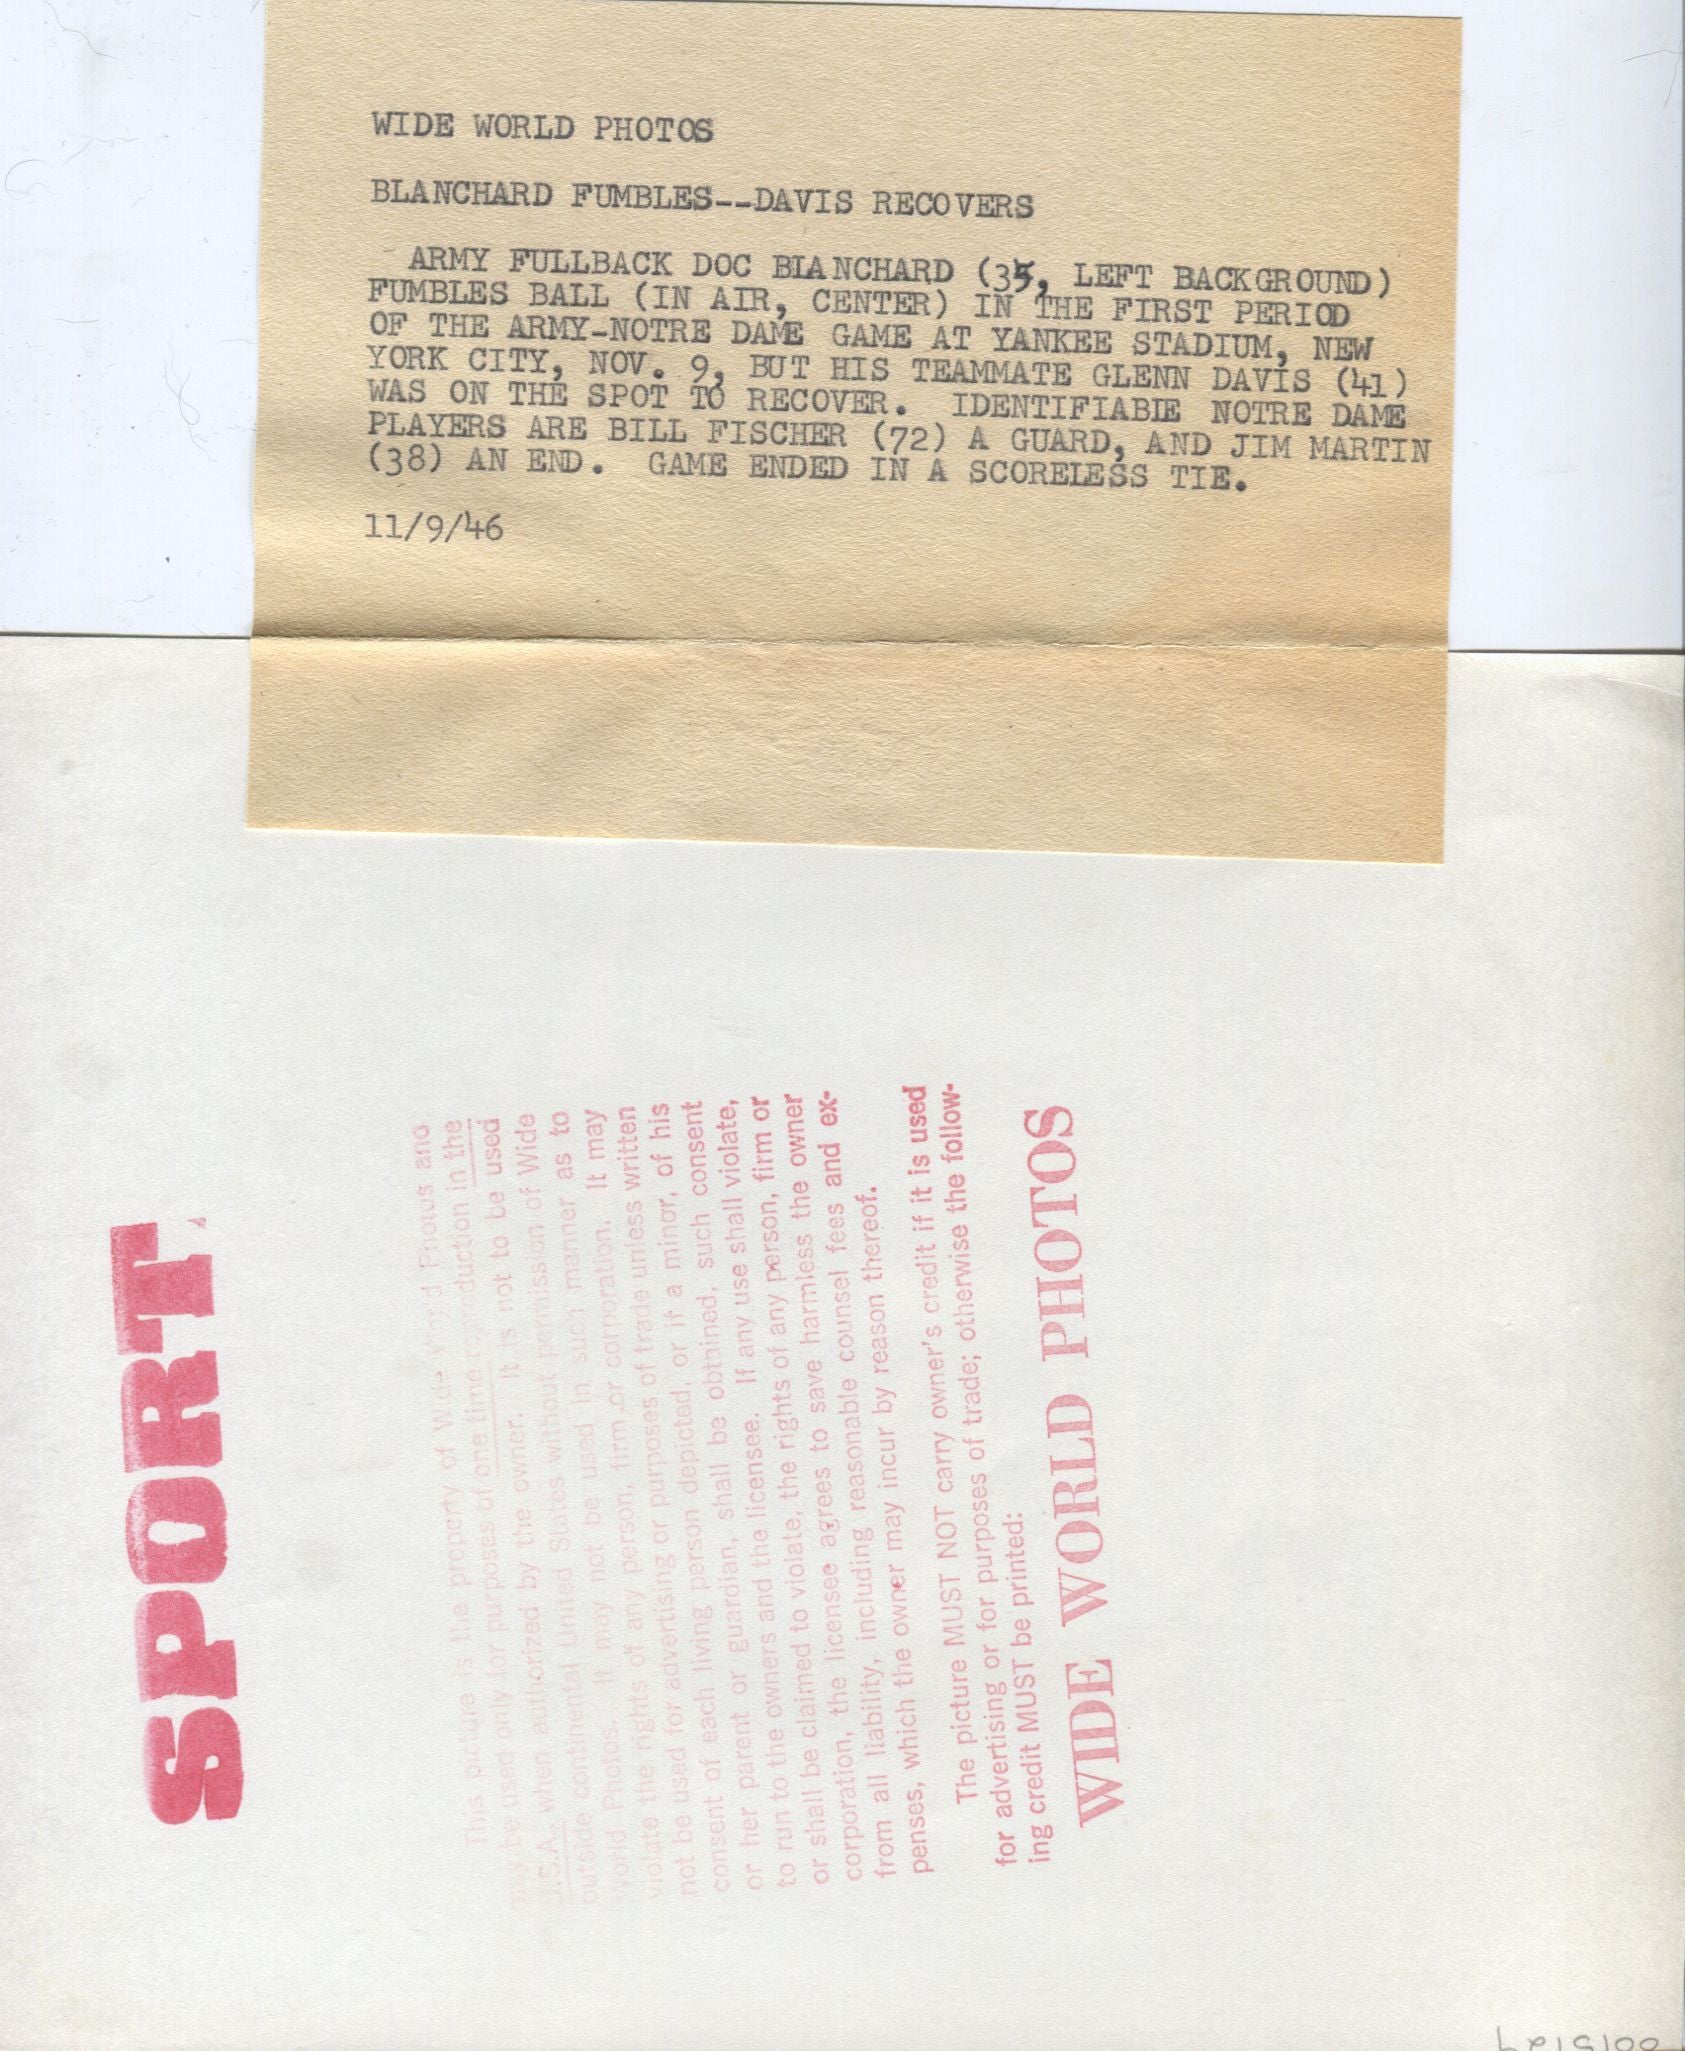 WIDE WORLD PHOTOS
BLANCHARD FUMBLES--DAVIS RECOVERS
ARMY FULLBACK DOC BLANCHARD (35, LEFT BACKGROUND)
FUMBLES BALL (IN AIR, CENTER) IN THE FIRST PERIOD
OF THE ARMY-NOTRE DAME GAME AT YANKEE STADIUM, NEW
YORK CITY, NOV. 9, BUT HIS TEAMMATE GLENN DAVIS (41)
WAS ON THE SPOT TO RECOVER. IDENTIFIABLE NOTRE DAME
PLAYERS ARE BILL FISCHER (72) A GUARD, AND JIM MARTIN
(38) AN END. GAME ENDED IN A SCORELESS TIE.
11/9/46
SPORT
This picture is the property of Wide World Photos and
may be used only for purposes of one time reproduction in the
U.S.A. when authorized by the owner. It is not to be used
outside continental United States without permission of Wide
World Photos. It may not be used in such manner as to
violate the rights of any person, firm or corporation. It may
not be used for advertising or purposes of trade unless written
consent of each living person depicted, or if a minor, of his
or her parent or guardian, shall be obtained, such consent
to run to the owners and the licensee. If any use shall violate,
or shall be claimed to violate, the rights of any person, firm or
corporation, the licensee agrees to save harmless the owner
from all liability, including reasonable counsel fees and ex-
penses, which the owner may incur by reason thereof.
The picture MUST NOT carry owner's credit if it is used
for advertising or for purposes of trade; otherwise the follow-
ing credit MUST be printed:
WIDE WORLD PHOTOS